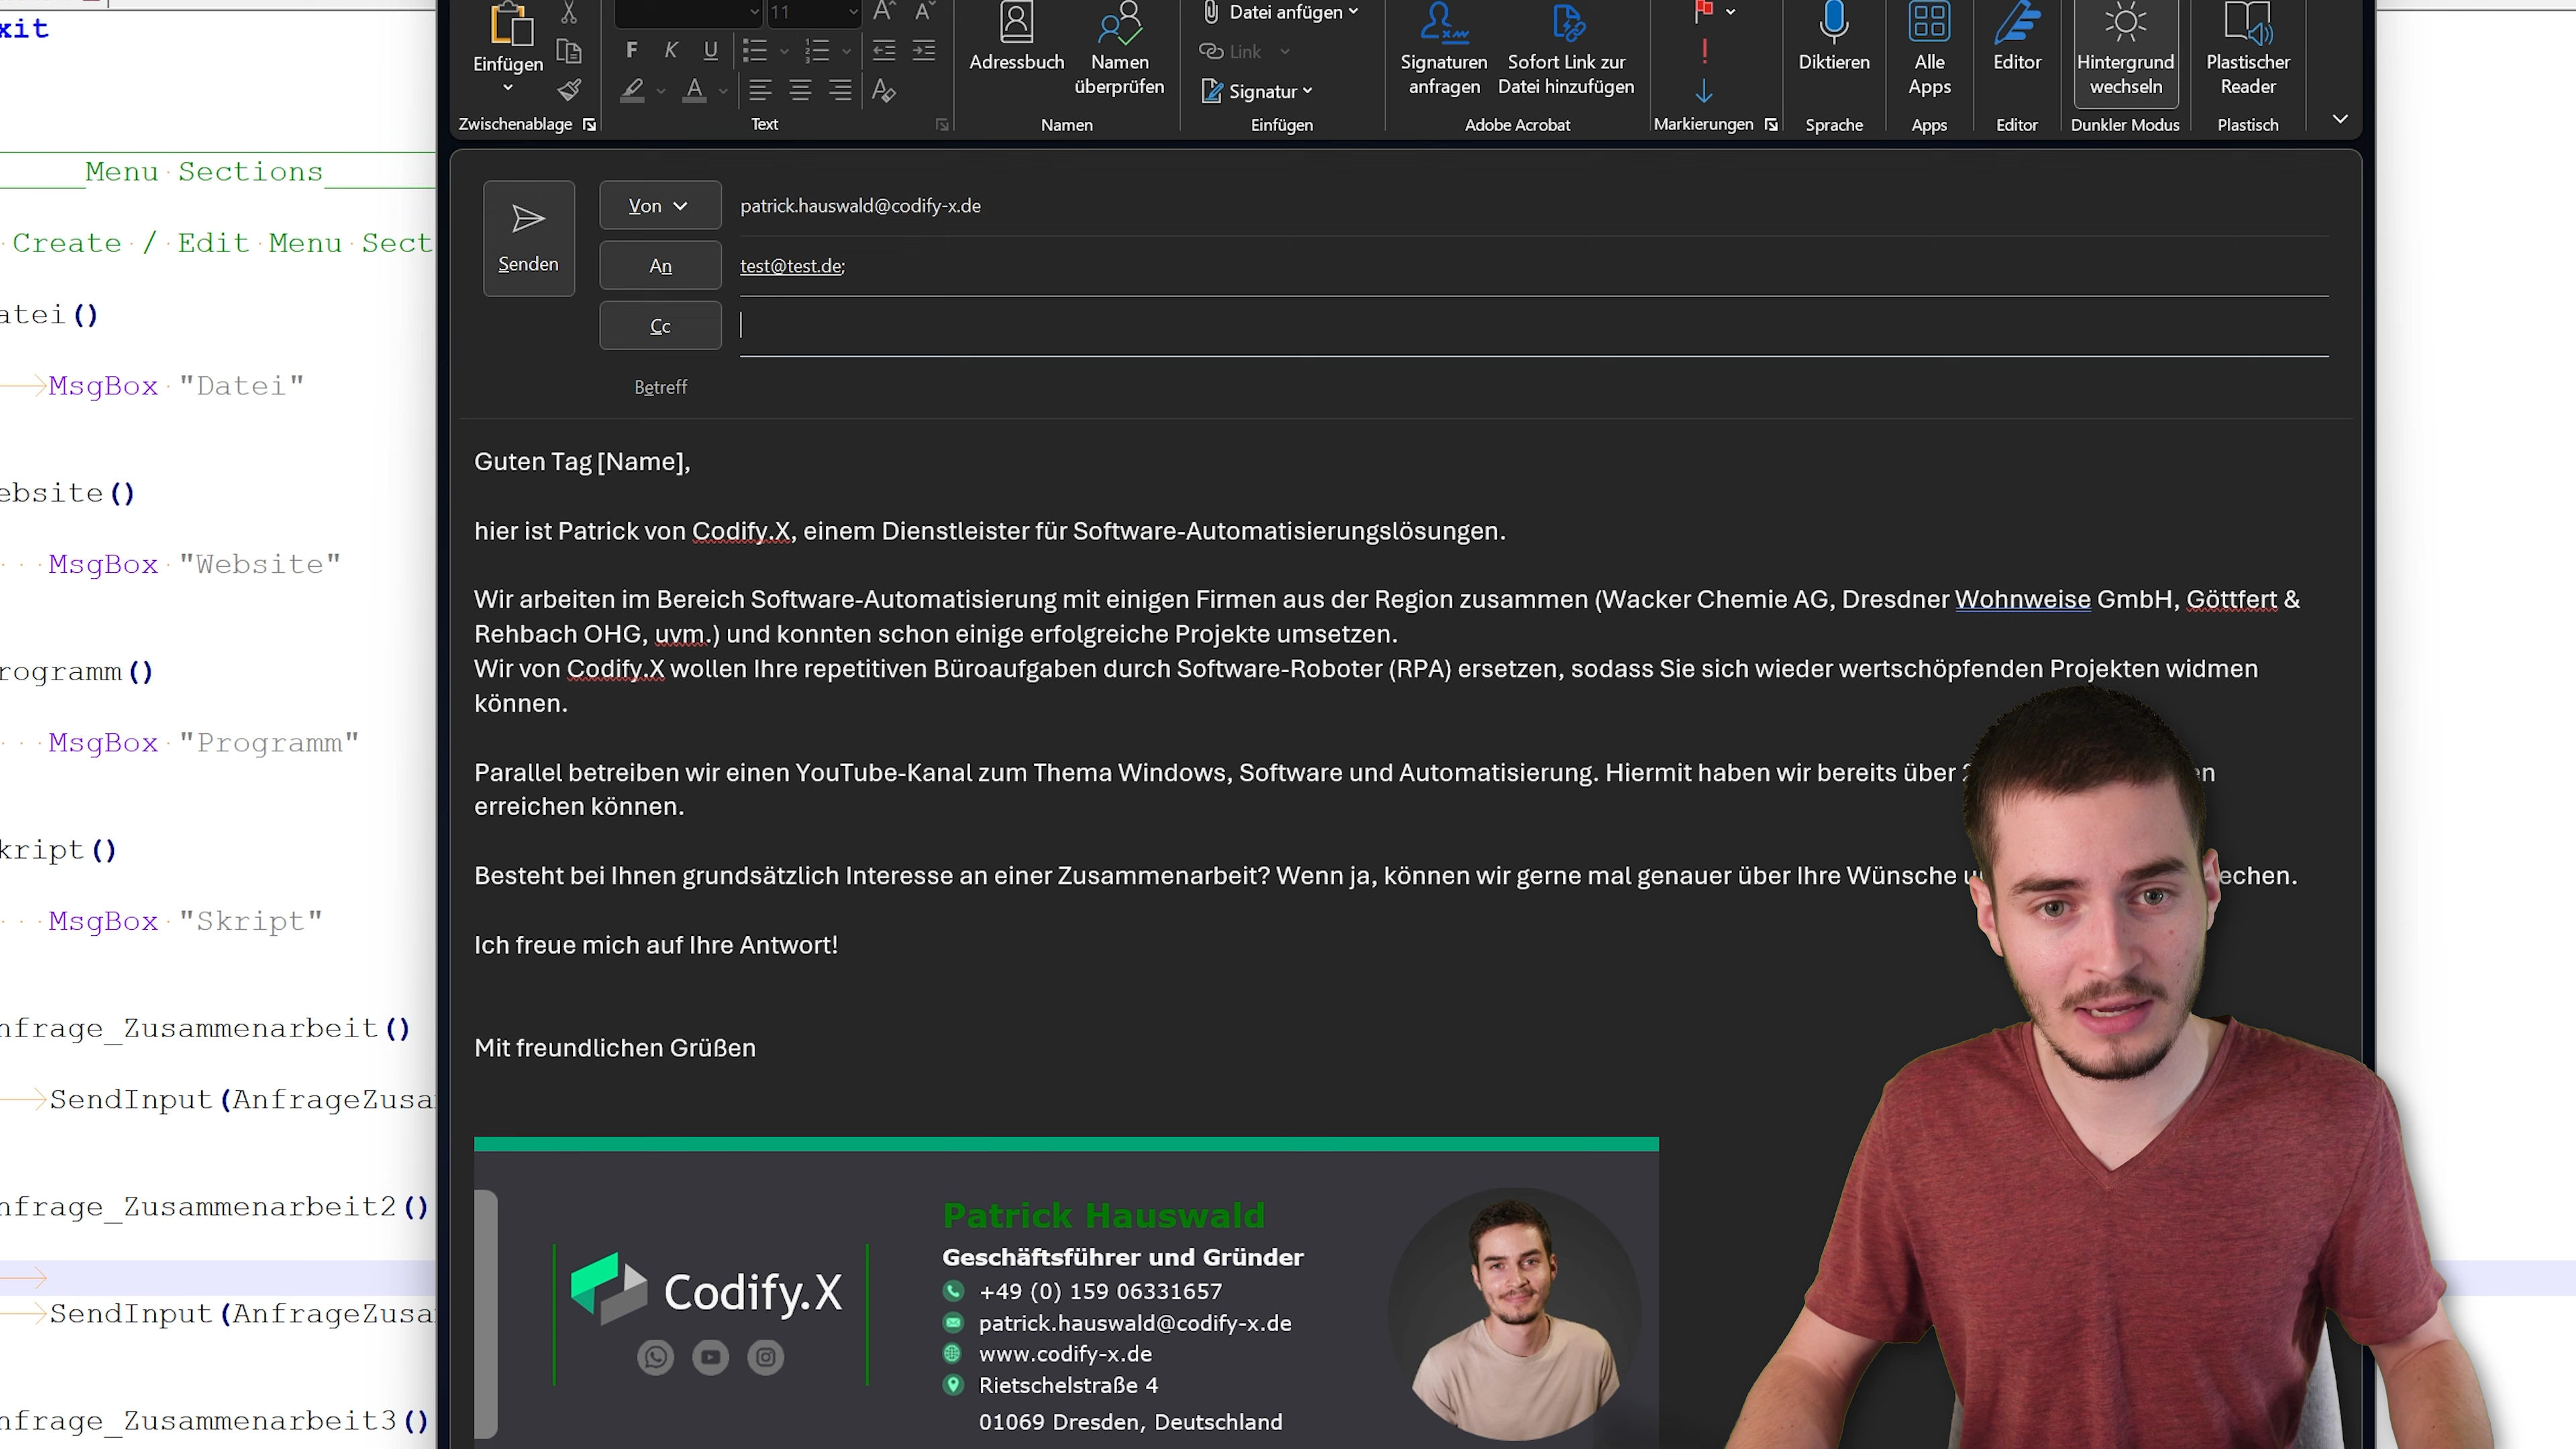 xit
Menu Sections
Create / Edit Menu Sect
atei()
MsgBox "Datei"
ebsite()
MsgBox "Website"
rogramm()
MsgBox "Programm"
kript()
MsgBox "Skript"
nfrage_Zusammenarbeit()
SendInput(AnfrageZusa
nfrage_Zusammenarbeit2()
SendInput(AnfrageZusa
nfrage_Zusammenarbeit3()
Einfügen
Zwischenablage
11
F K U
Text
Adressbuch
Namen überprüfen
Namen
Datei anfügen
Link
Signatur
Einfügen
Signaturen anfragen
Sofort Link zur Datei hinzufügen
Adobe Acrobat
Markierungen
Diktieren
Sprache
Alle Apps
Apps
Editor
Editor
Hintergrund wechseln
Dunkler Modus
Plastischer Reader
Plastisch
Senden
Von
patrick.hauswald@codify-x.de
An
test@test.de;
Cc
Betreff
Guten Tag [Name],
hier ist Patrick von Codify.X, einem Dienstleister für Software-Automatisierungslösungen.
Wir arbeiten im Bereich Software-Automatisierung mit einigen Firmen aus der Region zusammen (Wacker Chemie AG, Dresdner Wohnweise GmbH, Göttfert &
Rehbach OHG, uvm.) und konnten schon einige erfolgreiche Projekte umsetzen.
Wir von Codify.X wollen Ihre repetitiven Büroaufgaben durch Software-Roboter (RPA) ersetzen, sodass Sie sich wieder wertschöpfenden Projekten widmen
können.
Parallel betreiben wir einen YouTube-Kanal zum Thema Windows, Software und Automatisierung. Hiermit haben wir bereits über
erreichen können.
Besteht bei Ihnen grundsätzlich Interesse an einer Zusammenarbeit? Wenn ja, können wir gerne mal genauer über Ihre Wünsche
Ich freue mich auf Ihre Antwort!
Mit freundlichen Grüßen
Codify.X
Patrick Hauswald
Geschäftsführer und Gründer
+49 (0) 159 06331657
patrick.hauswald@codify-x.de
www.codify-x.de
Rietschelstraße 4
01069 Dresden, Deutschland